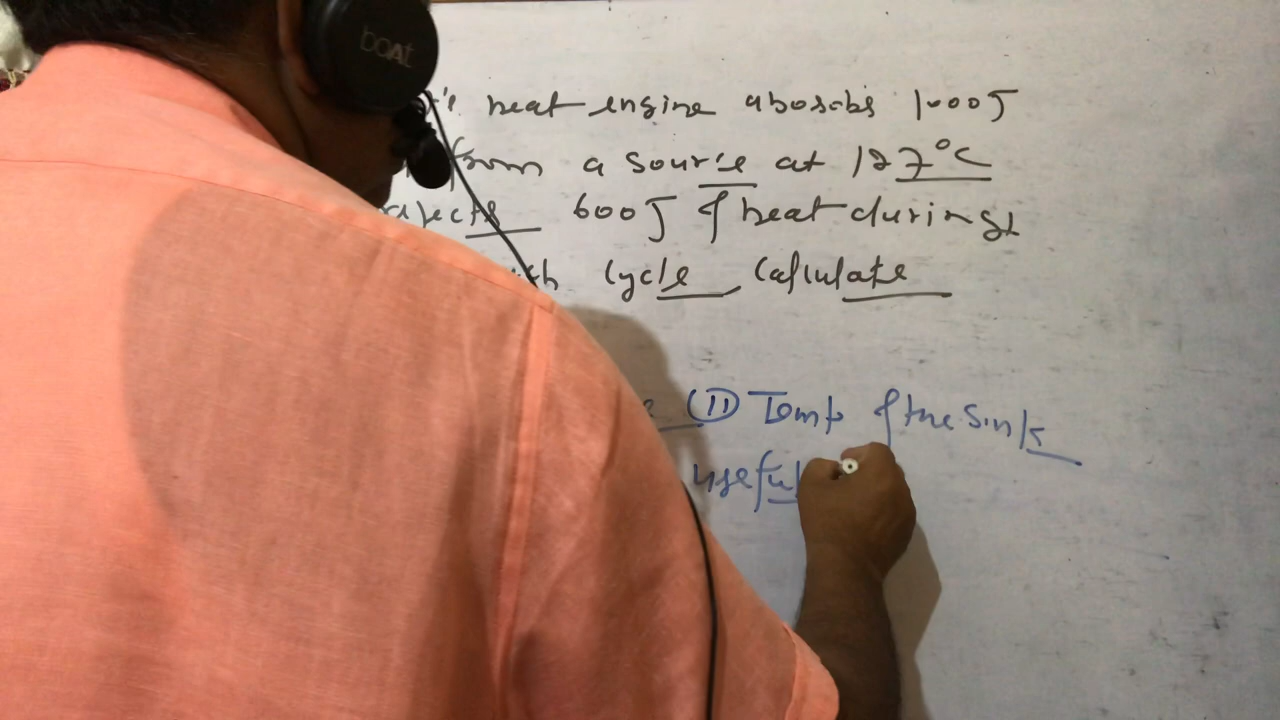 boAt
heat engine absorbs 1000J
from a source at 127°C
rejects 600J of heat during
cycle calculate
(II) Temp of the Sink
useful